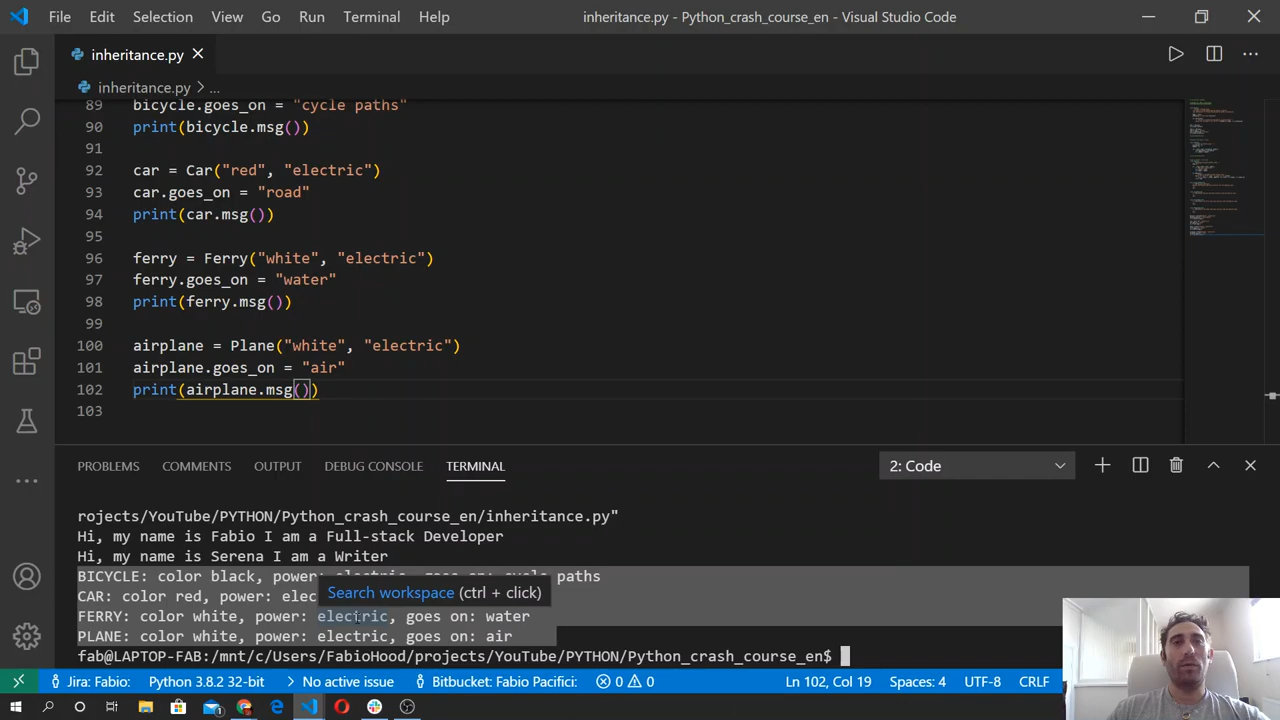 File Edit Selection View Go Run Terminal Help inheritance.py - Python_crash_course_en - Visual Studio Code
inheritance.py
inheritance.py > ...
89 bicycle.goes_on = "cycle paths"
90 print(bicycle.msg())
91
92 car = Car("red", "electric")
93 car.goes_on = "road"
94 print(car.msg())
95
96 ferry = Ferry("white", "electric")
97 ferry.goes_on = "water"
98 print(ferry.msg())
99
100 airplane = Plane("white", "electric")
101 airplane.goes_on = "air"
102 print(airplane.msg())
103
PROBLEMS COMMENTS OUTPUT DEBUG CONSOLE TERMINAL 2: Code
rojects/YouTube/PYTHON/Python_crash_course_en/inheritance.py"
Hi, my name is Fabio I am a Full-stack Developer
Hi, my name is Serena I am a Writer
BICYCLE: color black, power: electric, goes on: cycle paths
CAR: color red, power: elec
Search workspace (ctrl + click)
FERRY: color white, power: electric, goes on: water
PLANE: color white, power: electric, goes on: air
fab@LAPTOP-FAB:/mnt/c/Users/FabioHood/projects/YouTube/PYTHON/Python_crash_course_en$
Jira: Fabio: Python 3.8.2 32-bit No active issue Bitbucket: Fabio Pacifici: 0 0 Ln 102, Col 19 Spaces: 4 UTF-8 CRLF